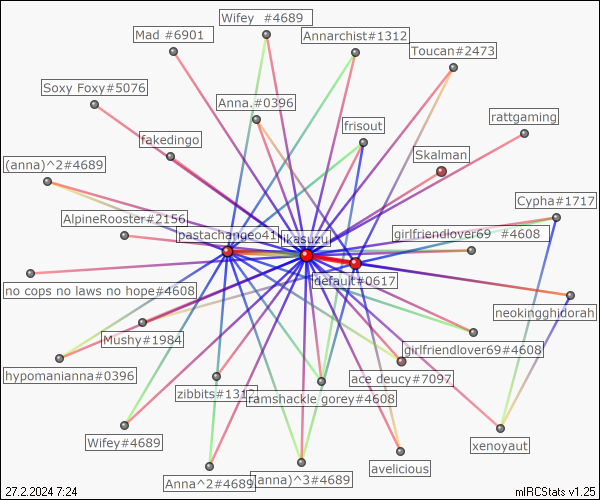 Wifey #4689
Mad #6901
Annarchist#1312
Toucan#2473
Soxy Foxy#5076
Anna.#0396
rattgaming
frisout
fakedingo
Skalman
(anna)^2#4689
Cypha#1717
AlpineRooster#2156
pastachangeo41
ikasuzu
girlfriendlover69 #4608
default#0617
no cops no laws no hope#4608
neokingghidorah
Mushy#1984
girlfriendlover69#4608
hypomanianna#0396
ace deucy#7097
zibbits#1312
ramshackle gorey#4608
Wifey#4689
xenoyaut
avelicious
Anna^2#4689
(anna)^3#4689
27.2.2024 7:24
mIRCStats v1.25